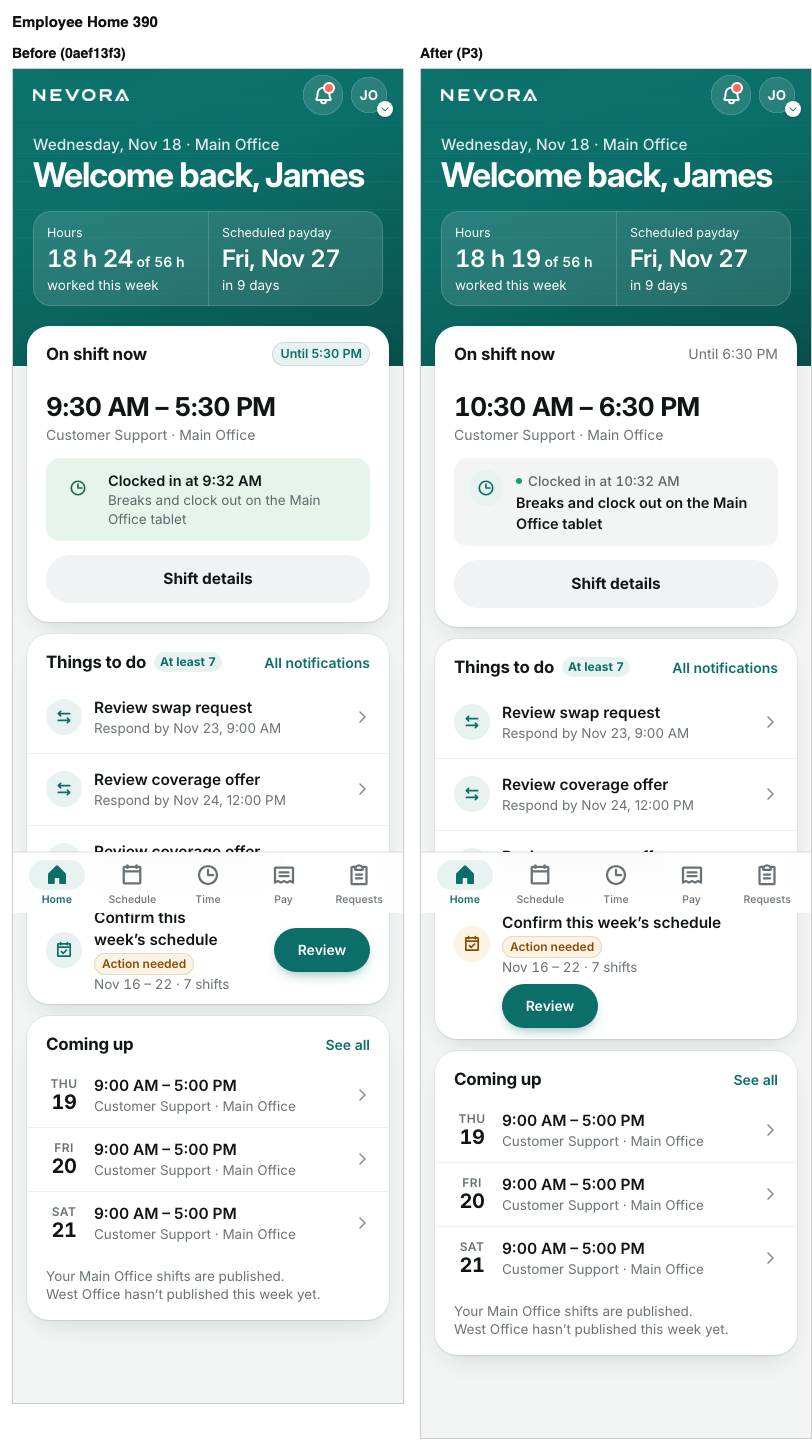 Employee Home 390
Before (0aef13f3)
NEVORA
JO
Wednesday, Nov 18 · Main Office
Welcome back, James
Hours
18 h 24 of 56 h
worked this week
Scheduled payday
Fri, Nov 27
in 9 days
On shift now
Until 5:30 PM
9:30 AM – 5:30 PM
Customer Support · Main Office
Clocked in at 9:32 AM
Breaks and clock out on the Main
Office tablet
Shift details
Things to do
At least 7
All notifications
Review swap request
Respond by Nov 23, 9:00 AM
Review coverage offer
Respond by Nov 24, 12:00 PM
Review coverage offer
Home
Schedule
Time
Pay
Requests
Confirm this
week’s schedule
Action needed
Nov 16 – 22 · 7 shifts
Review
Coming up
See all
THU
19
9:00 AM – 5:00 PM
Customer Support · Main Office
FRI
20
9:00 AM – 5:00 PM
Customer Support · Main Office
SAT
21
9:00 AM – 5:00 PM
Customer Support · Main Office
Your Main Office shifts are published.
West Office hasn’t published this week yet.
After (P3)
NEVORA
JO
Wednesday, Nov 18 · Main Office
Welcome back, James
Hours
18 h 19 of 56 h
worked this week
Scheduled payday
Fri, Nov 27
in 9 days
On shift now
Until 6:30 PM
10:30 AM – 6:30 PM
Customer Support · Main Office
Clocked in at 10:32 AM
Breaks and clock out on the Main
Office tablet
Shift details
Things to do
At least 7
All notifications
Review swap request
Respond by Nov 23, 9:00 AM
Review coverage offer
Respond by Nov 24, 12:00 PM
Home
Schedule
Time
Pay
Requests
Confirm this week’s schedule
Action needed
Nov 16 – 22 · 7 shifts
Review
Coming up
See all
THU
19
9:00 AM – 5:00 PM
Customer Support · Main Office
FRI
20
9:00 AM – 5:00 PM
Customer Support · Main Office
SAT
21
9:00 AM – 5:00 PM
Customer Support · Main Office
Your Main Office shifts are published.
West Office hasn’t published this week yet.